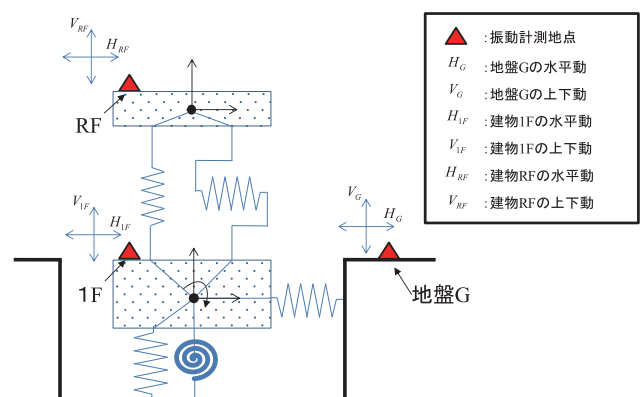 V_RF
H_RF
RF
V_1F
H_1F
1F
V_G
H_G
地盤G
:振動計測地点
H_G :地盤Gの水平動
V_G :地盤Gの上下動
H_1F :建物1Fの水平動
V_1F :建物1Fの上下動
H_RF :建物RFの水平動
V_RF :建物RFの上下動